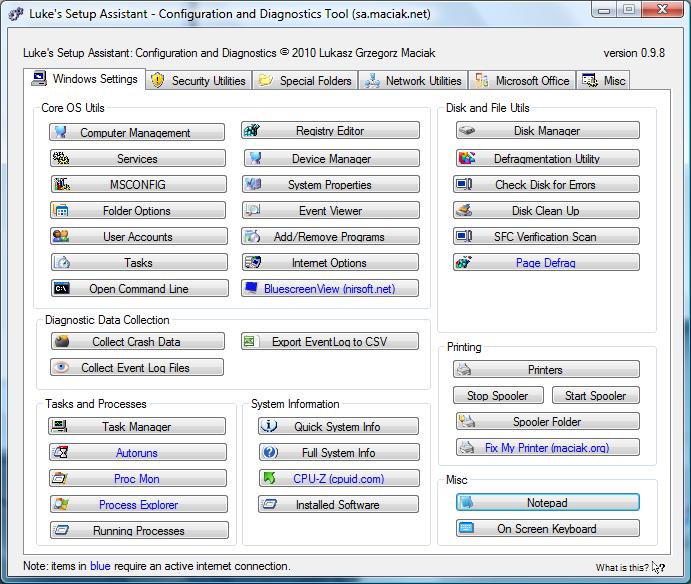 Luke's Setup Assistant - Configuration and Diagnostics Tool (sa.maciak.net)
Luke's Setup Assistant: Configuration and Diagnostics © 2010 Lukasz Grzegorz Maciak
version 0.9.8
Windows Settings
Security Utilities
Special Folders
Network Utilities
Microsoft Office
Misc
Core OS Utils
Computer Management
Registry Editor
Services
Device Manager
MSCONFIG
System Properties
Folder Options
Event Viewer
User Accounts
Add/Remove Programs
Tasks
Internet Options
Open Command Line
BluescreenView (nirsoft.net)
Disk and File Utils
Disk Manager
Defragmentation Utility
Check Disk for Errors
Disk Clean Up
SFC Verification Scan
Page Defrag
Diagnostic Data Collection
Collect Crash Data
Export EventLog to CSV
Collect Event Log Files
Printing
Printers
Stop Spooler
Start Spooler
Spooler Folder
Fix My Printer (maciak.org)
Tasks and Processes
Task Manager
Autoruns
Proc Mon
Process Explorer
Running Processes
System Information
Quick System Info
Full System Info
CPU-Z (cpuid.com)
Installed Software
Misc
Notepad
On Screen Keyboard
Note: items in blue require an active internet connection.
What is this? ?